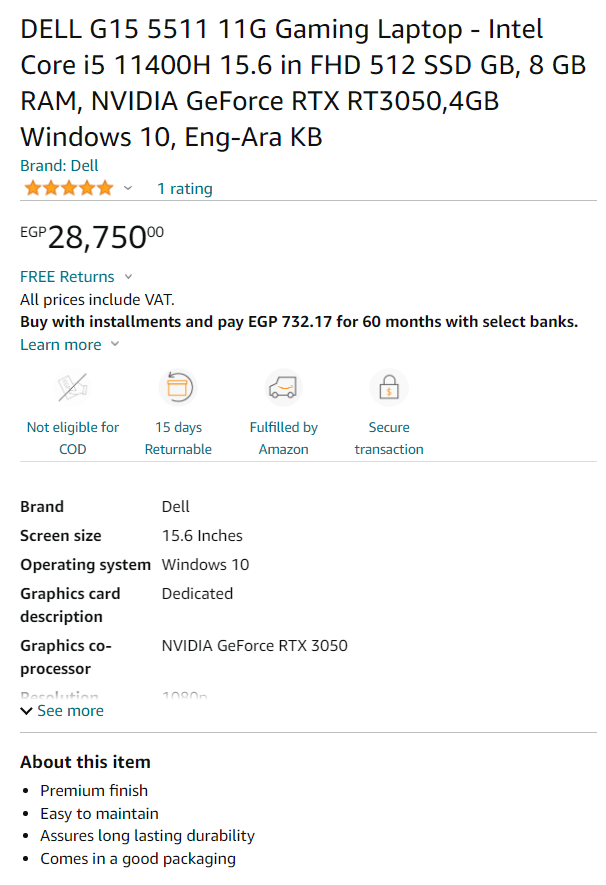 DELL G15 5511 11G Gaming Laptop - Intel
Core i5 11400H 15.6 in FHD 512 SSD GB, 8 GB
RAM, NVIDIA GeForce RTX RT3050,4GB
Windows 10, Eng-Ara KB
Brand: Dell
1 rating
EGP28,75000
FREE Returns
All prices include VAT.
Buy with installments and pay EGP 732.17 for 60 months with select banks.
Learn more
Not eligible for
COD
15 days
Returnable
Fulfilled by
Amazon
Secure
transaction
Brand Dell
Screen size 15.6 Inches
Operating system Windows 10
Graphics card Dedicated
description
Graphics co- NVIDIA GeForce RTX 3050
processor
Resolution 1080p
See more
About this item
Premium finish
Easy to maintain
Assures long lasting durability
Comes in a good packaging